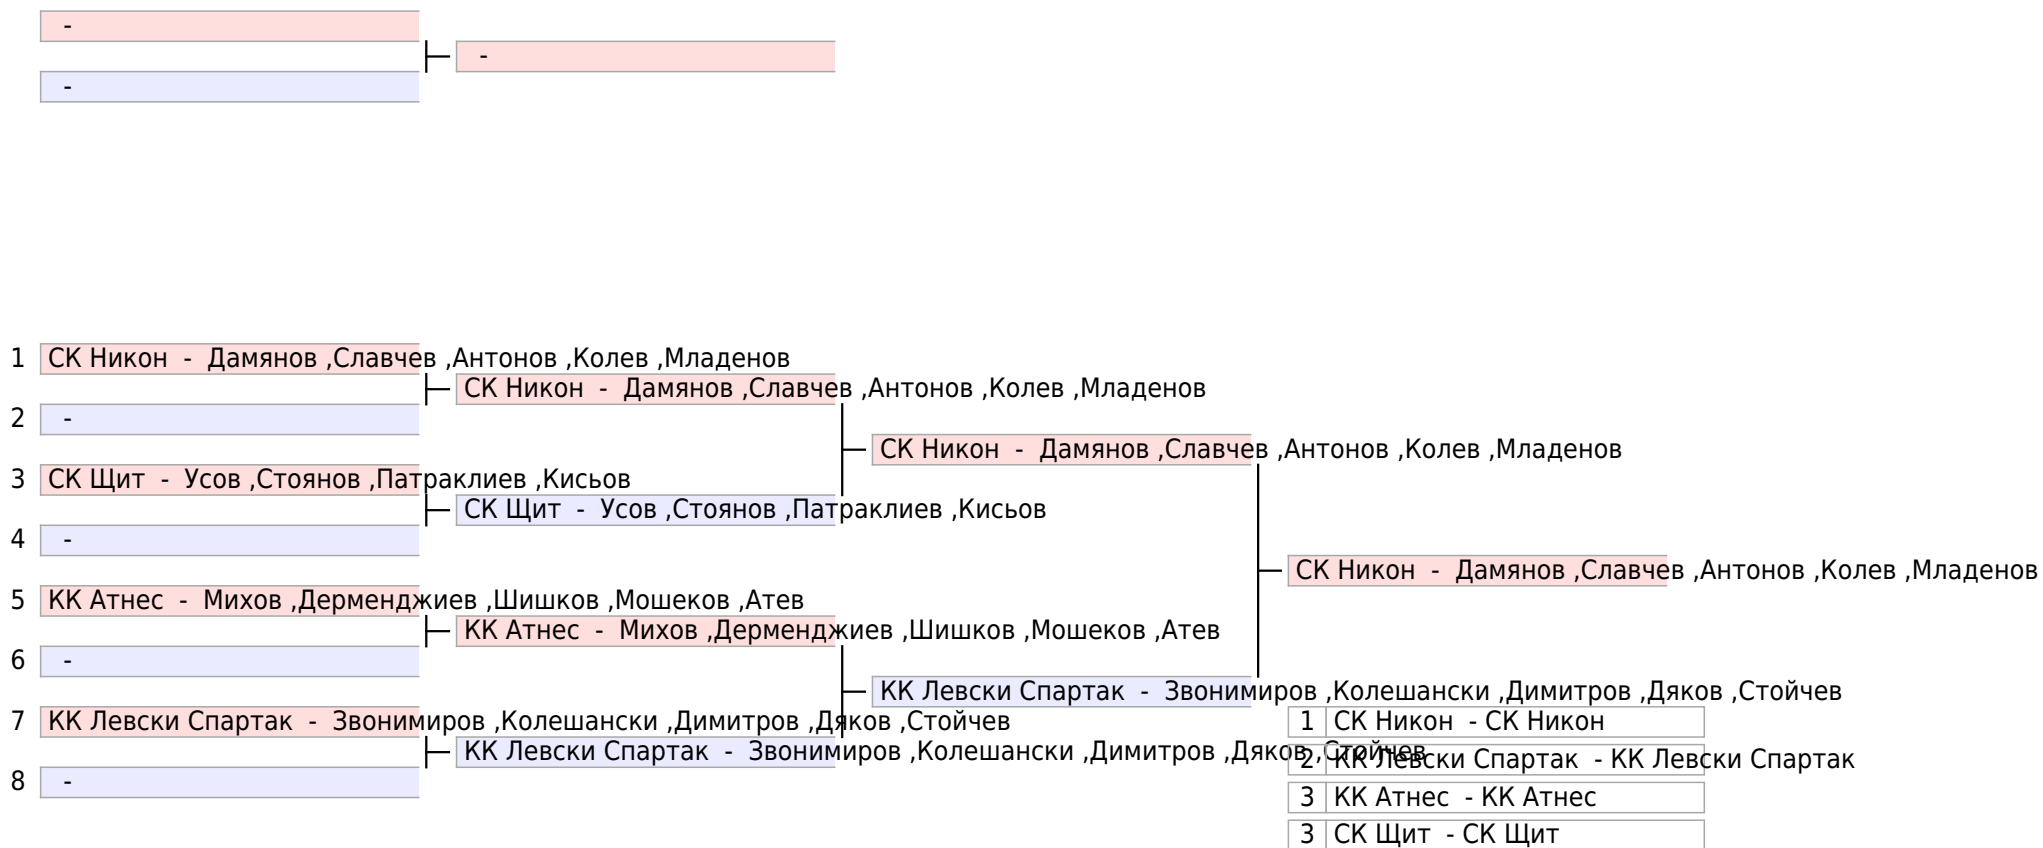 -
-
-
1 СК Никон - Дамянов ,Славчев ,Антонов ,Колев ,Младенов
СК Никон - Дамянов ,Славчев ,Антонов ,Колев ,Младенов
2 -
СК Никон - Дамянов ,Славчев ,Антонов ,Колев ,Младенов
3 СК Щит - Усов ,Стоянов ,Патраклиев ,Кисьов
СК Щит - Усов ,Стоянов ,Патраклиев ,Кисьов
4 -
СК Никон - Дамянов ,Славчев ,Антонов ,Колев ,Младенов
5 КК Атнес - Михов ,Дерменджиев ,Шишков ,Мошеков ,Атев
КК Атнес - Михов ,Дерменджиев ,Шишков ,Мошеков ,Атев
6 -
КК Левски Спартак - Звонимиров ,Колешански ,Димитров ,Дяков ,Стойчев
7 КК Левски Спартак - Звонимиров ,Колешански ,Димитров ,Дяков ,Стойчев
1 СК Никон - СК Никон
КК Левски Спартак - Звонимиров ,Колешански ,Димитров ,Дяков ,Стойчев
2 КК Левски Спартак - КК Левски Спартак
8 -
3 КК Атнес - КК Атнес
3 СК Щит - СК Щит